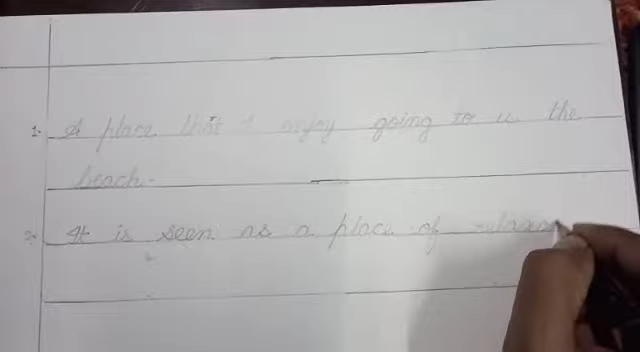 1. A place that I enjoy going to is the
beach.
2. It is seen as a place of